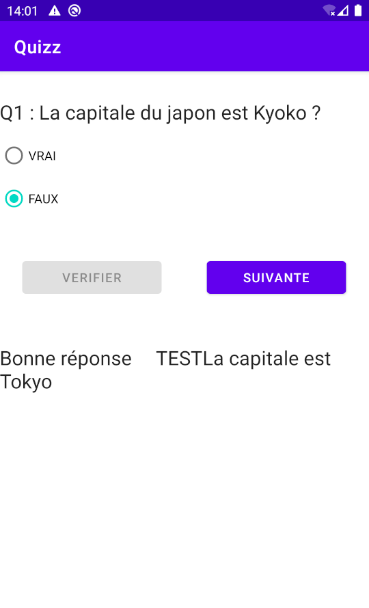 14:01
Quizz
Q1 : La capitale du japon est Kyoko ?
VRAI
FAUX
VERIFIER SUIVANTE
Bonne réponse TESTLa capitale est
Tokyo